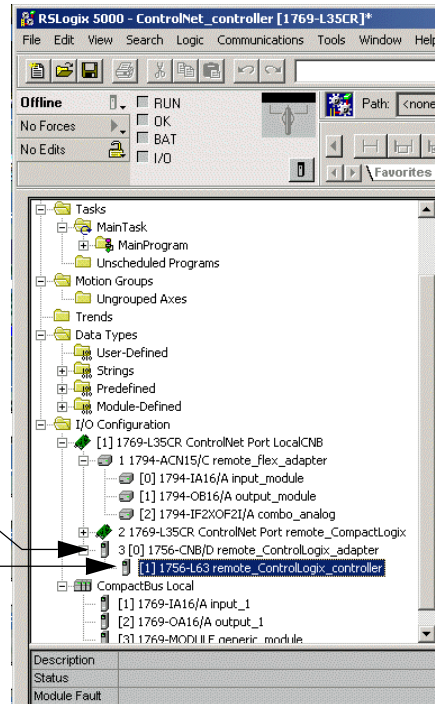 RSLogix 5000 - ControlNet_controller [1769-L35CR]*
File Edit View Search Logic Communications Tools Window Help
Offline RUN Path: <none
No Forces OK
No Edits BAT
I/O
Favorites
Tasks
MainTask
MainProgram
Unscheduled Programs
Motion Groups
Ungrouped Axes
Trends
Data Types
User-Defined
Strings
Predefined
Module-Defined
I/O Configuration
[1] 1769-L35CR ControlNet Port LocalCNB
1 1794-ACN15/C remote_flex_adapter
[0] 1794-IA16/A input_module
[1] 1794-OB16/A output_module
[2] 1794-IF2XOF2I/A combo_analog
2 1769-L35CR ControlNet Port remote_CompactLogix
3 [0] 1756-CNB/D remote_ControlLogix_adapter
[1] 1756-L63 remote_ControlLogix_controller
CompactBus Local
[1] 1769-IA16/A input_1
[2] 1769-OA16/A output_1
[3] 1769-MODULE generic_module
Description
Status
Module Fault